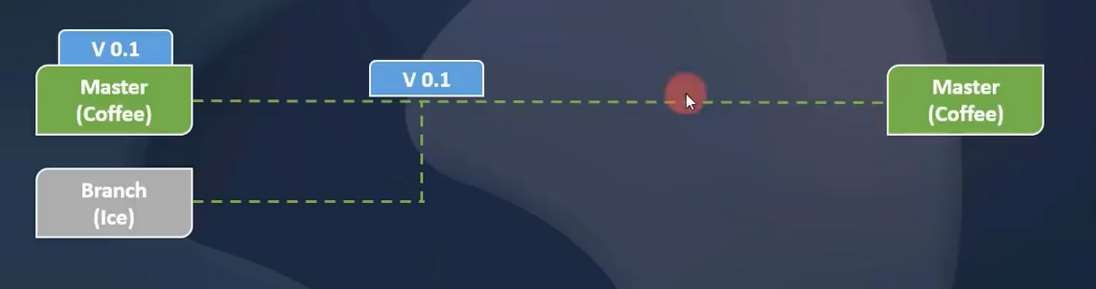 V 0.1
Master
(Coffee)
V 0.1
Master
(Coffee)
Branch
(Ice)